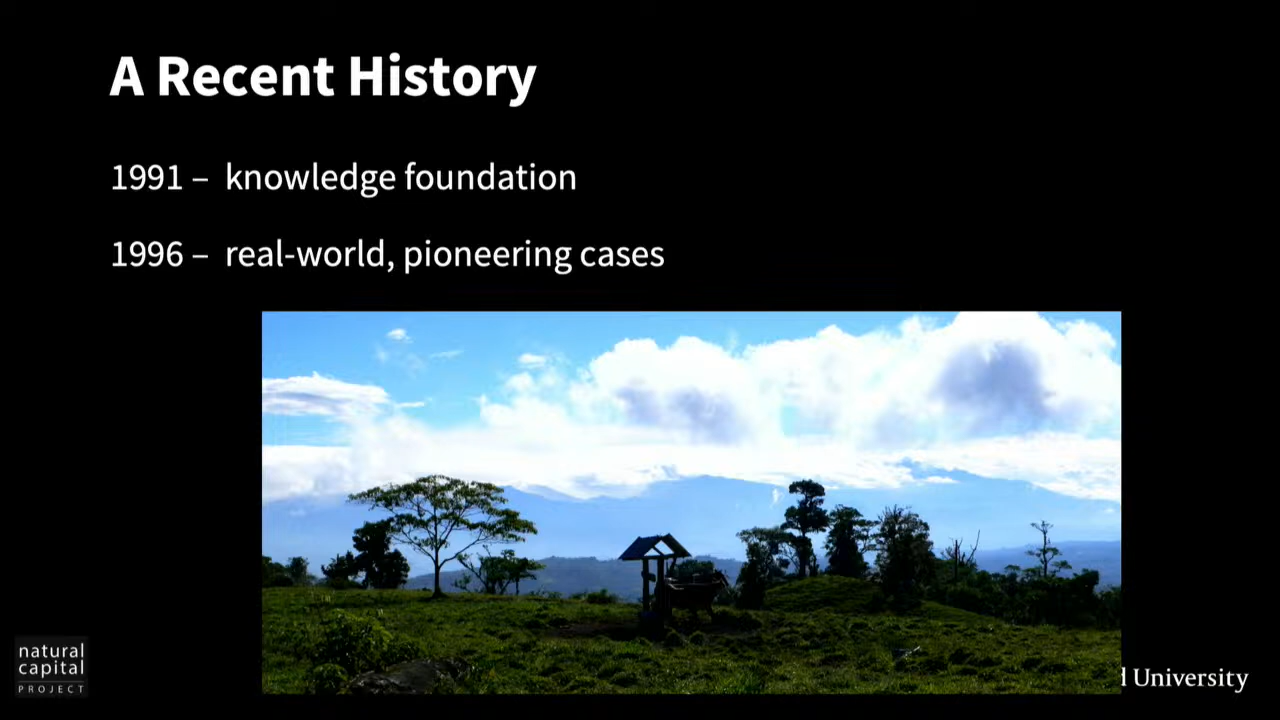 A Recent History
1991 – knowledge foundation
1996 – real-world, pioneering cases
natural
capital
PROJECT
University